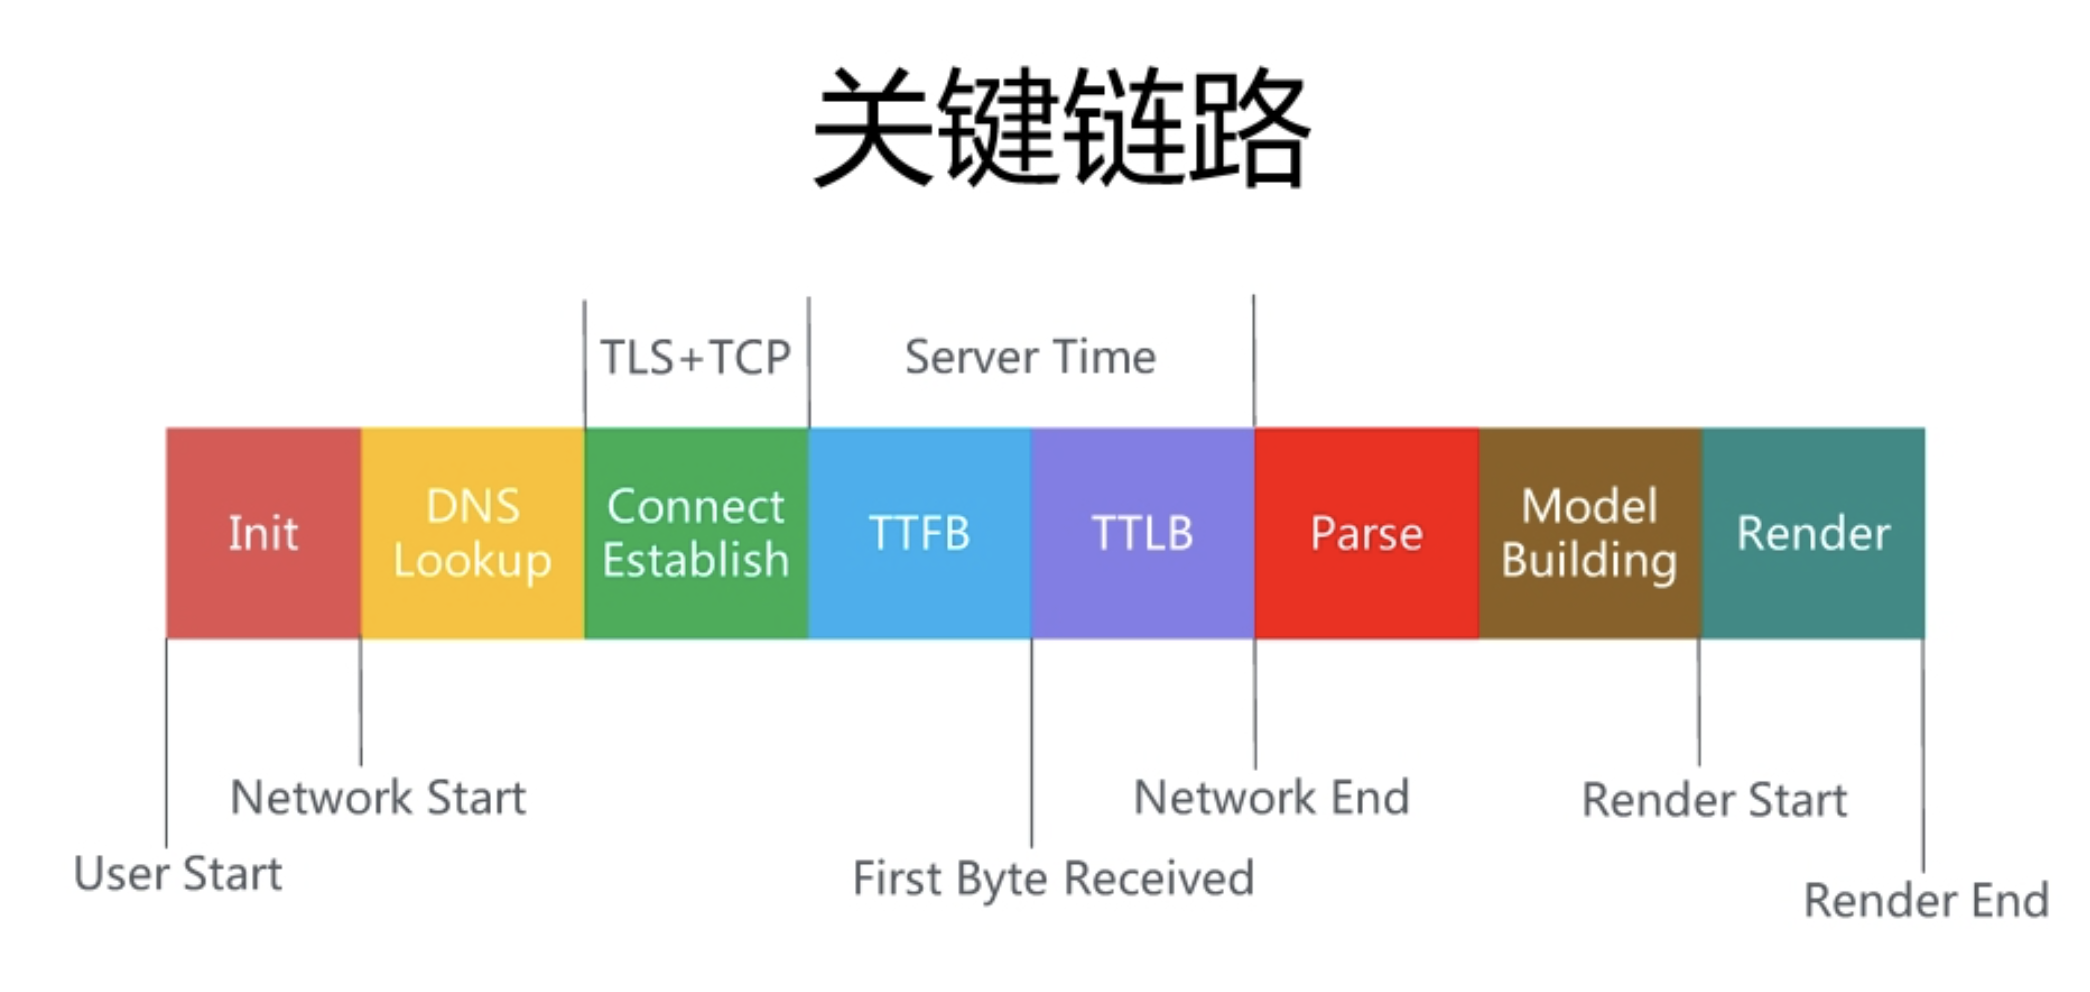 关键链路
TLS+TCP
Server Time
Init
DNS
Lookup
Connect
Establish
TTFB
TTLB
Parse
Model
Building
Render
Network Start
Network End
Render Start
User Start
First Byte Received
Render End